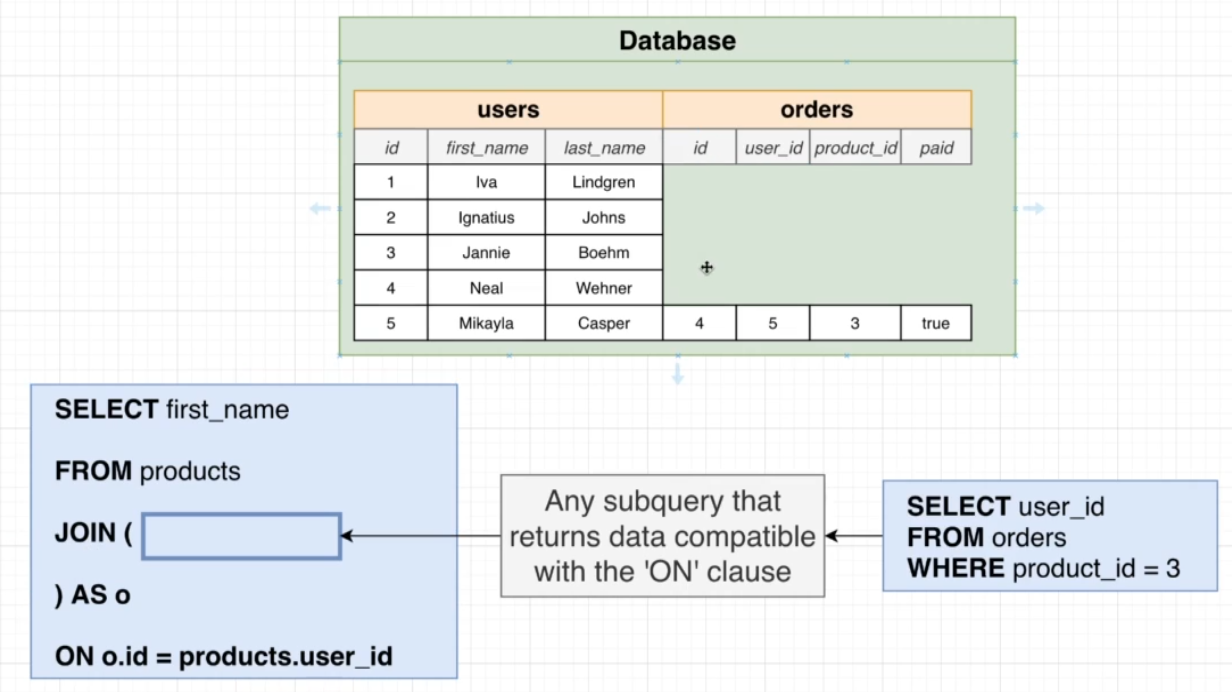 Database
users orders
id first_name last_name id user_id product_id paid
1 Iva Lindgren
2 Ignatius Johns
3 Jannie Boehm
4 Neal Wehner
5 Mikayla Casper 4 5 3 true
SELECT first_name
FROM products
JOIN (
) AS o
ON o.id = products.user_id
Any subquery that
returns data compatible
with the 'ON' clause
SELECT user_id
FROM orders
WHERE product_id = 3